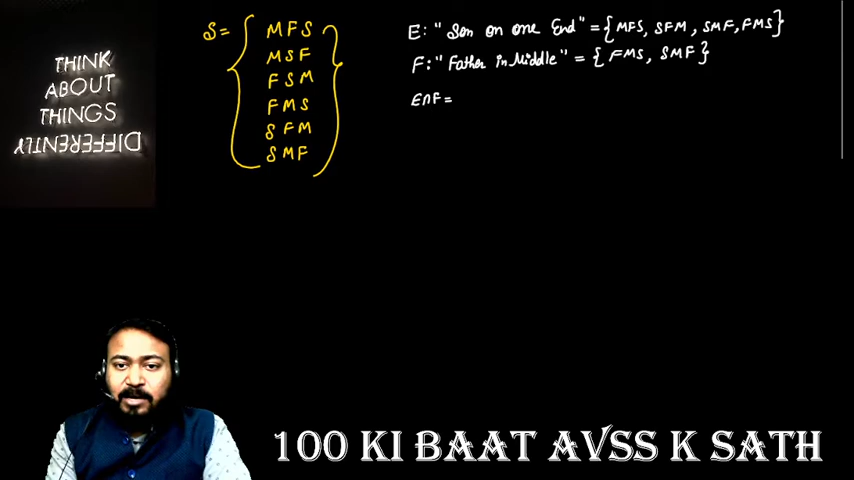 THINK
ABOUT
THINGS
DIFFERENTLY
S = { MFS
MSF
FSM
FMS
SFM
SMF }
E: "Son on one End" = { MFS, SFM, SMF, FMS }
F: "Father in Middle" = { FMS, SMF }
E∩F =
100 KI BAAT AVSS K SATH